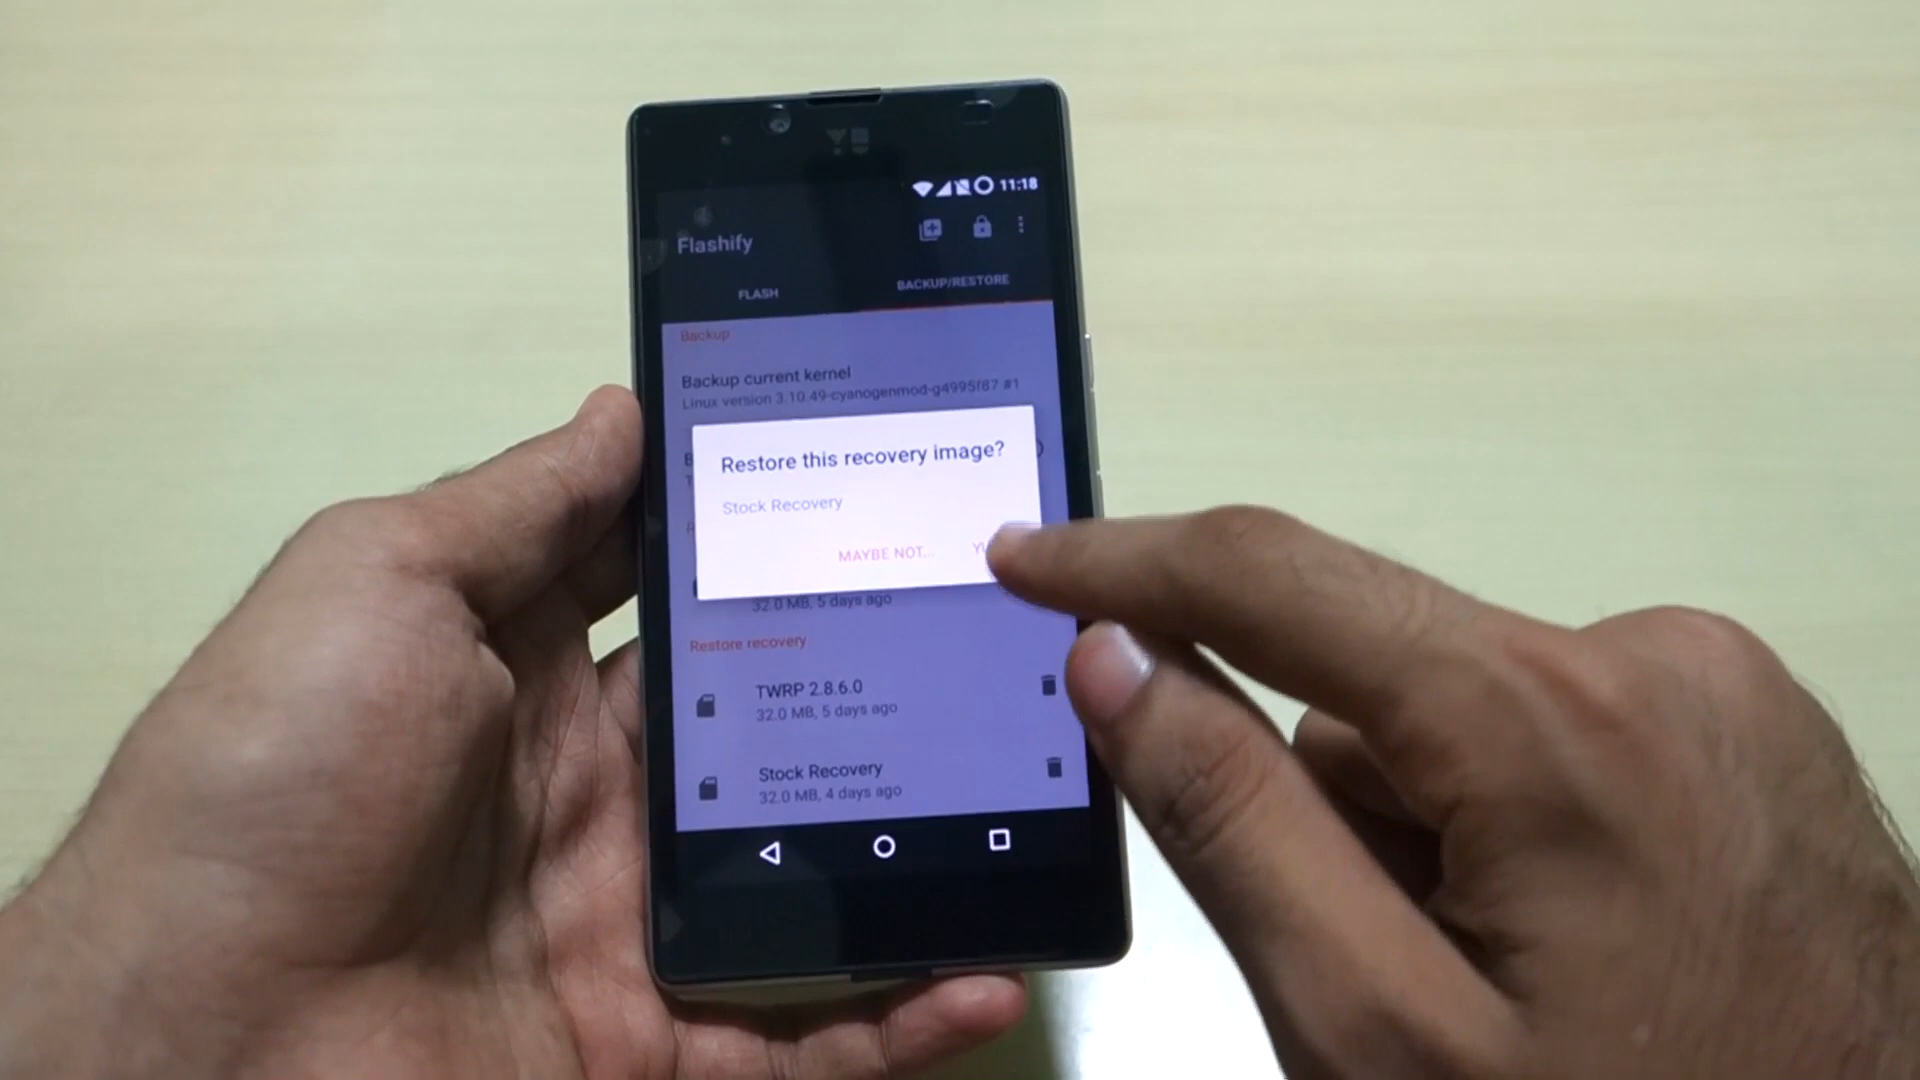 YU
11:18
Flashify
FLASH
BACKUP/RESTORE
Backup
Backup current kernel
Linux version 3.10.49-cyanogenmod-g4995f87 #1
Restore this recovery image?
Stock Recovery
MAYBE NOT...
32.0 MB, 5 days ago
Restore recovery
TWRP 2.8.6.0
32.0 MB, 5 days ago
Stock Recovery
32.0 MB, 4 days ago